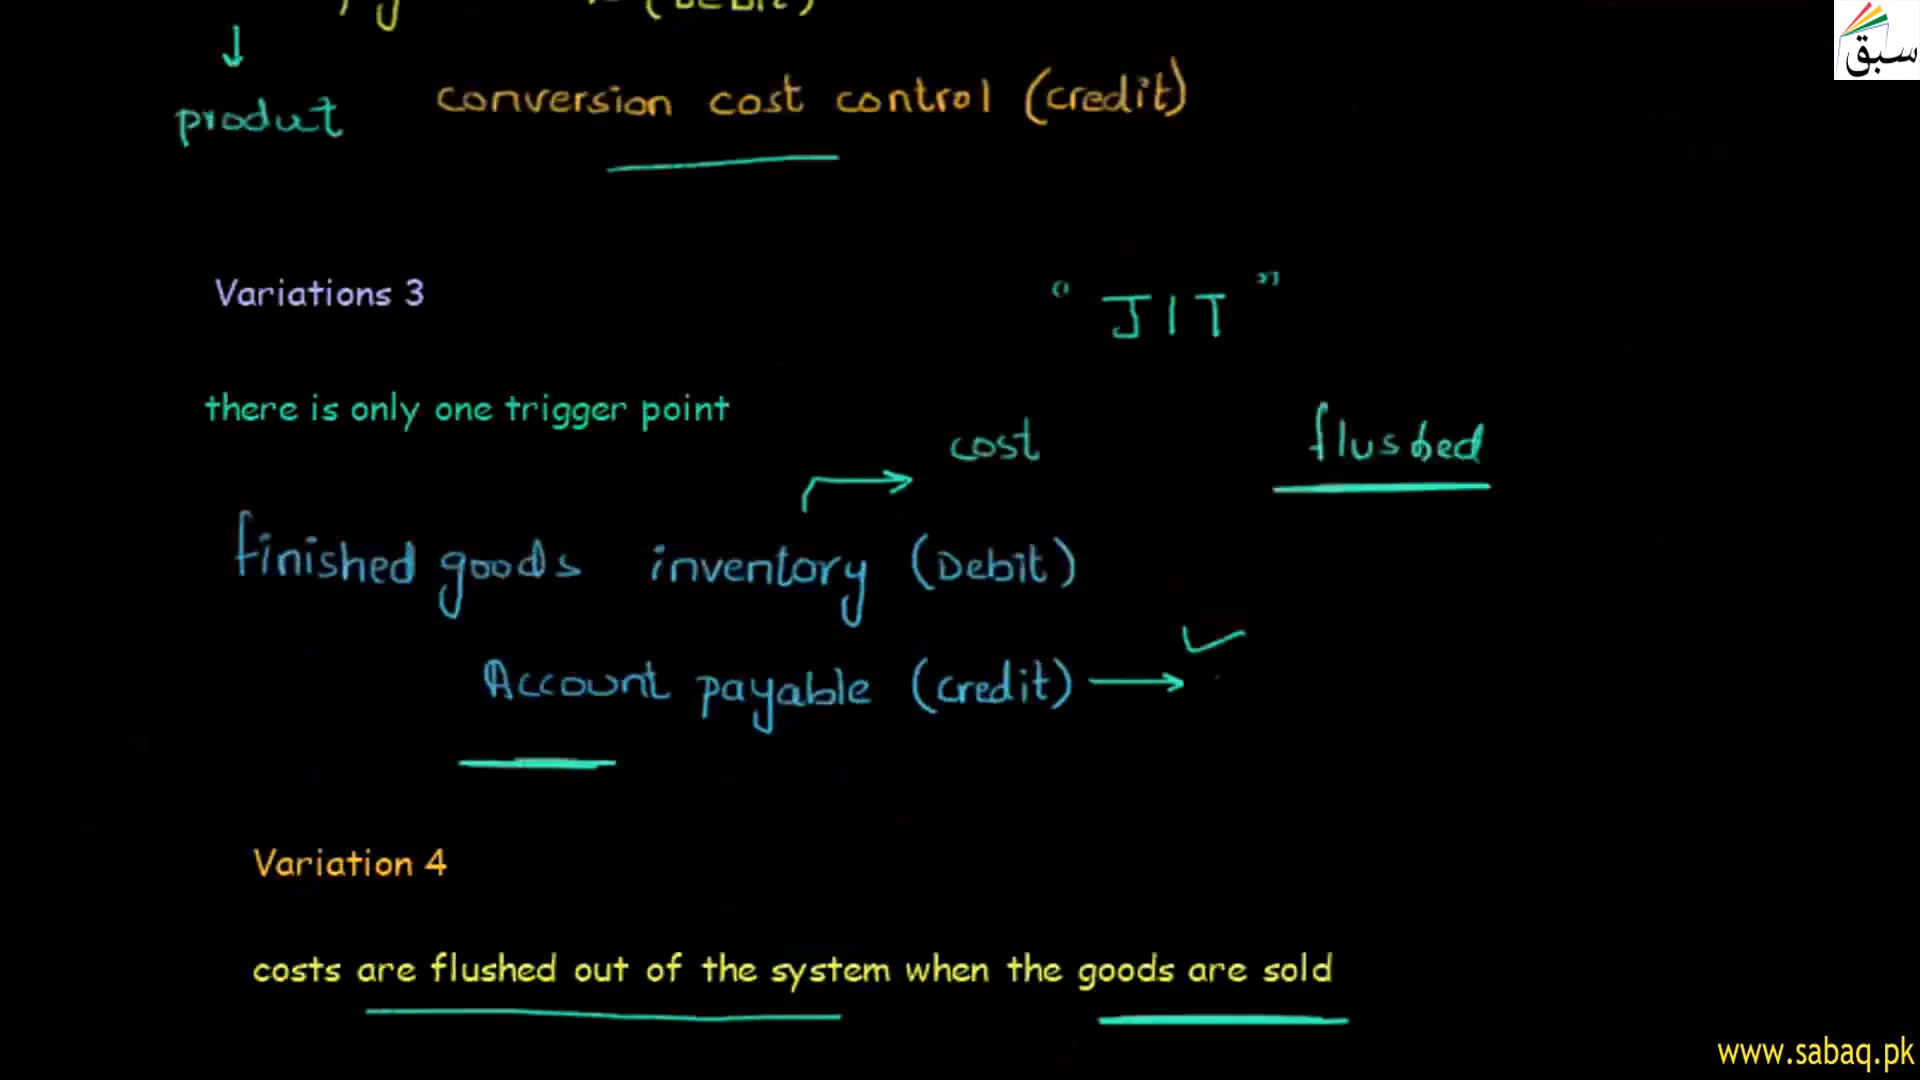 (Debit)
product
conversion cost control (credit)
سبق
Variations 3
" JIT "
there is only one trigger point
cost
flushed
finished goods inventory (Debit)
Account payable (credit)
Variation 4
costs are flushed out of the system when the goods are sold
www.sabaq.pk